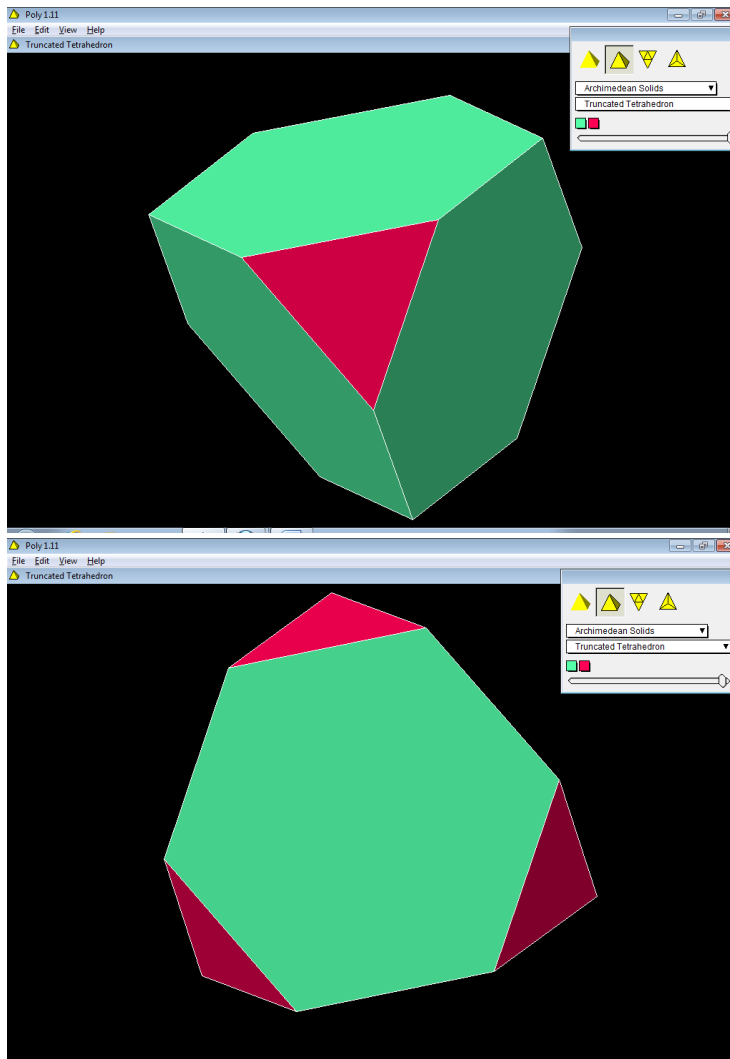 Poly 1.11
File Edit View Help
Truncated Tetrahedron
Archimedean Solids
Truncated Tetrahedron
Poly 1.11
File Edit View Help
Truncated Tetrahedron
Archimedean Solids
Truncated Tetrahedron